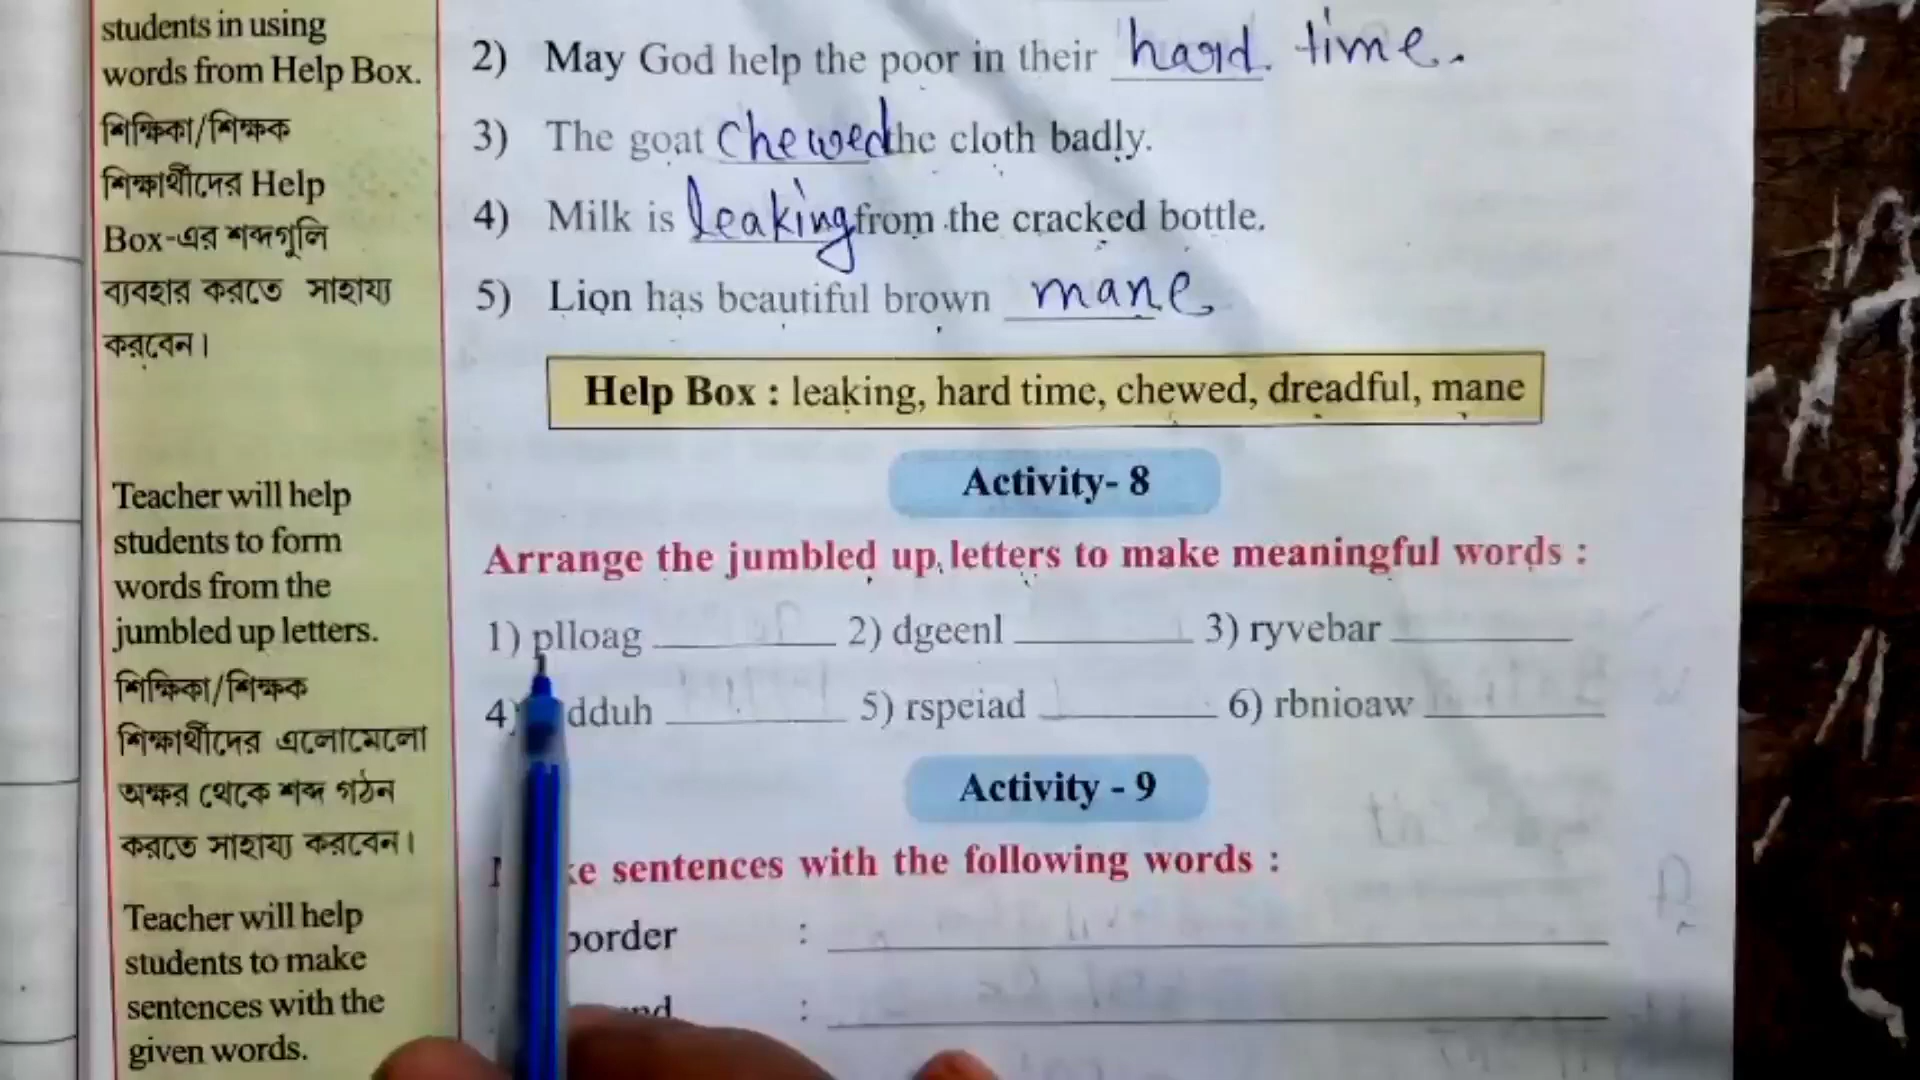 students in using
words from Help Box.
শিক্ষিকা/শিক্ষক
শিক্ষার্থীদের Help
Box-এর শব্দগুলি
ব্যবহার করতে সাহায্য
করবেন।
Teacher will help
students to form
words from the
jumbled up letters.
শিক্ষিকা/শিক্ষক
শিক্ষার্থীদের এলোমেলো
অক্ষর থেকে শব্দ গঠন
করতে সাহায্য করবেন।
Teacher will help
students to make
sentences with the
given words.
2) May God help the poor in their hard time.
3) The goat chewed the cloth badly.
4) Milk is leaking from the cracked bottle.
5) Lion has beautiful brown mane
Help Box : leaking, hard time, chewed, dreadful, mane
Activity- 8
Arrange the jumbled up letters to make meaningful words :
1) plloag 2) dgeenl 3) ryvebar
4) dduh 5) rspeiad 6) rbnioaw
Activity - 9
sentences with the following words :
border :
: